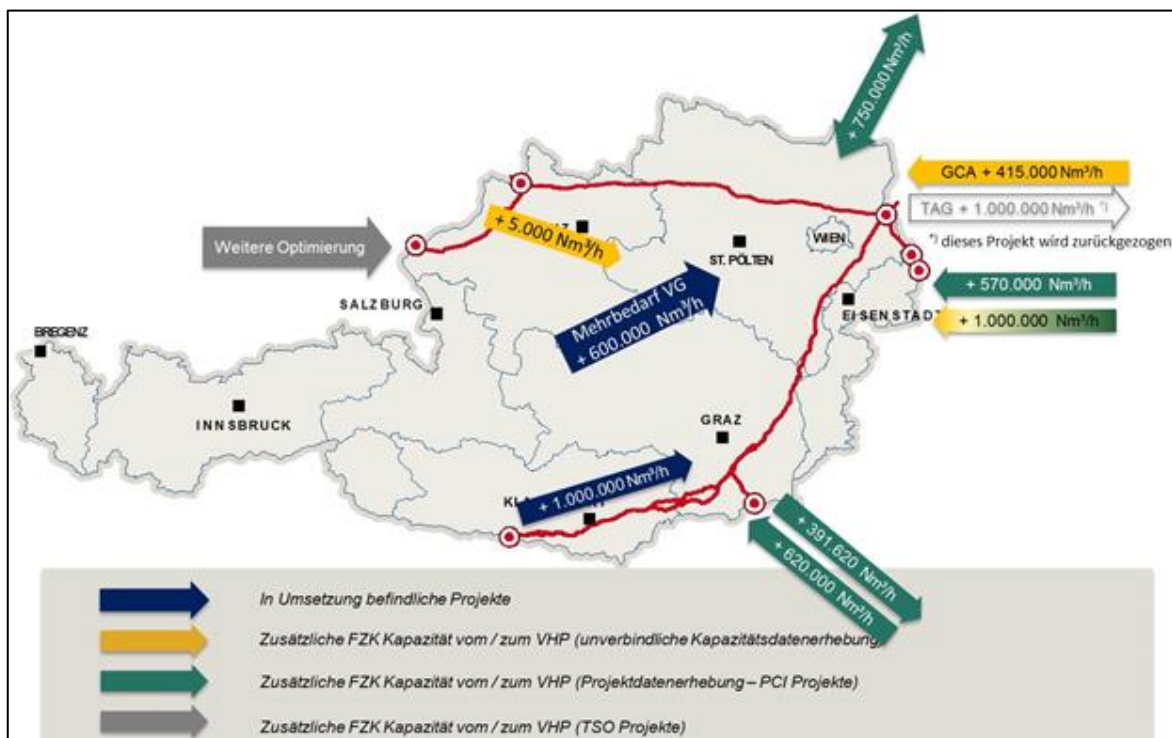 + 750.000 Nm³/h
GCA + 415.000 Nm³/h
TAG + 1.000.000 Nm³/h *)
*) dieses Projekt wird zurückgezogen
+ 5.000 Nm³/h
WIEN
ST. PÖLTEN
Weitere Optimierung
+ 570.000 Nm³/h
SALZBURG
EISENSTADT
Mehrbedarf VG
+ 600.000 Nm³/h
+ 1.000.000 Nm³/h
BREGENZ
INNSBRUCK
GRAZ
+ 1.000.000 Nm³/h
+ 391.620 Nm³/h
+ 620.000 Nm³/h
In Umsetzung befindliche Projekte
Zusätzliche FZK Kapazität vom / zum VHP (unverbindliche Kapazitätsdatenerhebung)
Zusätzliche FZK Kapazität vom / zum VHP (Projektdatenerhebung – PCI Projekte)
Zusätzliche FZK Kapazität vom / zum VHP (TSO Projekte)